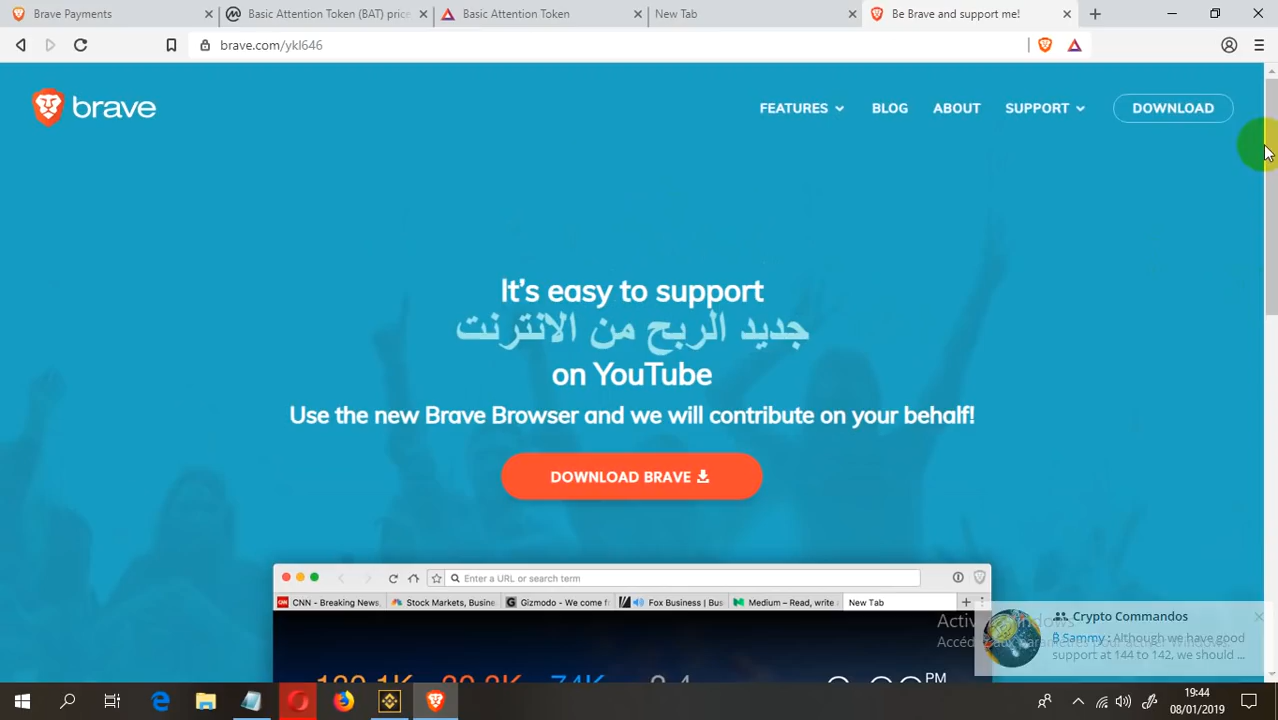 Brave Payments
Basic Attention Token (BAT) price
Basic Attention Token
New Tab
Be Brave and support me!
brave.com/ykl646
brave
FEATURES
BLOG
ABOUT
SUPPORT
DOWNLOAD
It's easy to support
جديد الربح من الانترنت
on YouTube
Use the new Brave Browser and we will contribute on your behalf!
DOWNLOAD BRAVE
Enter a URL or search term
CNN - Breaking News,
Stock Markets, Busine
Gizmodo - We come f
Fox Business | Bus
Medium – Read, write
New Tab
PM
Crypto Commandos
Sammy : Although we have good
support at 144 to 142, we should ...
19:44
08/01/2019